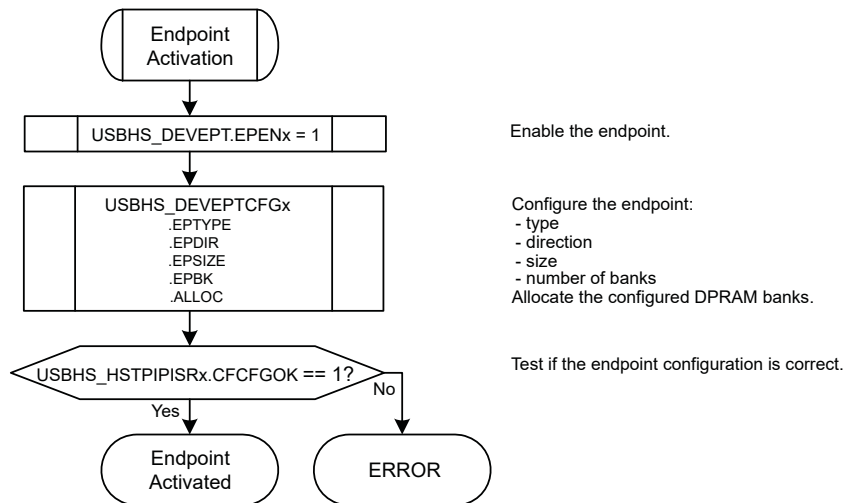 Endpoint
Activation
USBHS_DEVEPT.EPENx = 1
Enable the endpoint.
USBHS_DEVEPTCFGx
.EPTYPE
.EPDIR
.EPSIZE
.EPBK
.ALLOC
Configure the endpoint:
- type
- direction
- size
- number of banks
Allocate the configured DPRAM banks.
USBHS_HSTPIPISRx.CFCFGOK == 1?
Test if the endpoint configuration is correct.
No
Yes
Endpoint
Activated
ERROR